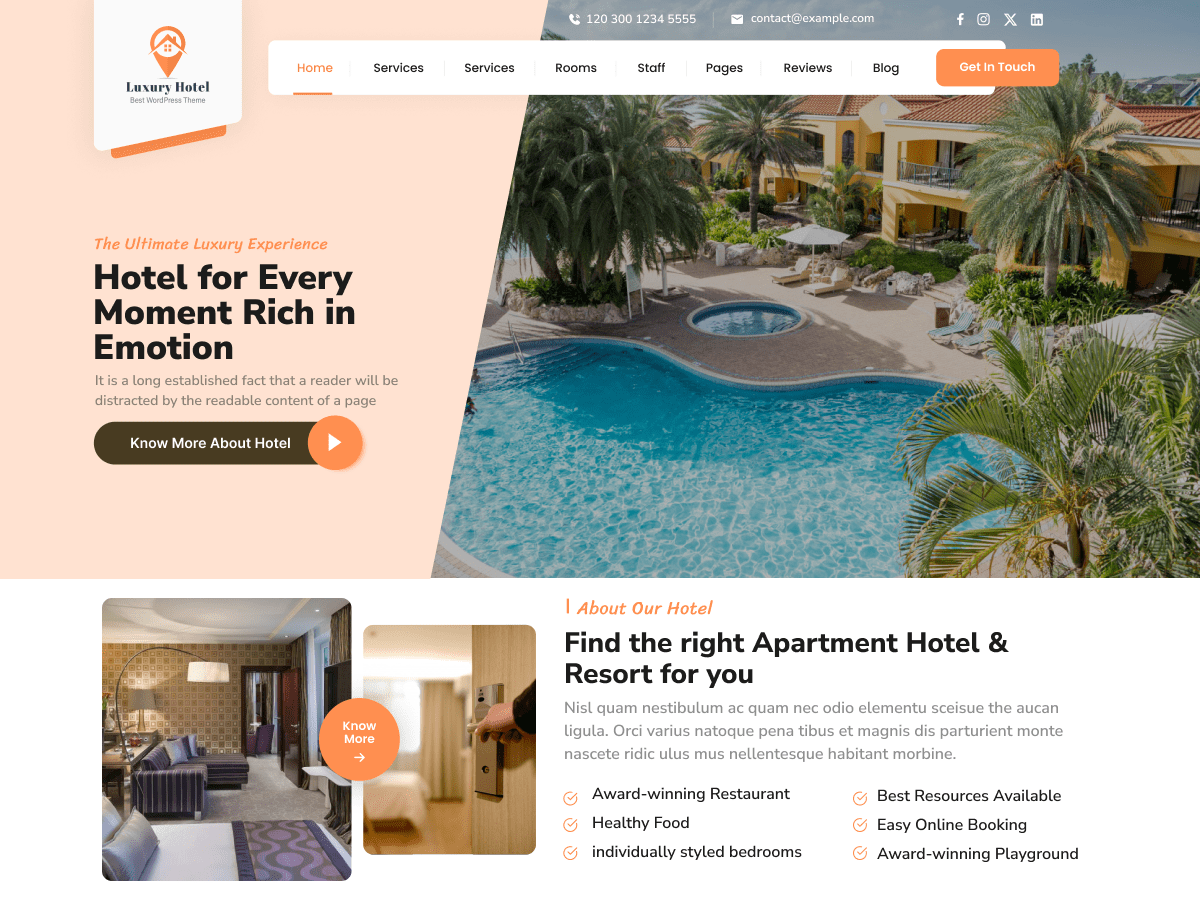 120 300 1234 5555
contact@example.com
Luxury Hotel
Best WordPress Theme
Home
Services
Services
Rooms
Staff
Pages
Reviews
Blog
Get In Touch
The Ultimate Luxury Experience
Hotel for Every
Moment Rich in
Emotion
It is a long established fact that a reader will be
distracted by the readable content of a page
Know More About Hotel
Know
More
About Our Hotel
Find the right Apartment Hotel &
Resort for you
Nisl quam nestibulum ac quam nec odio elementu sceisue the aucan
ligula. Orci varius natoque pena tibus et magnis dis parturient monte
nascete ridic ulus mus nellentesque habitant morbine.
Award-winning Restaurant
Healthy Food
individually styled bedrooms
Best Resources Available
Easy Online Booking
Award-winning Playground